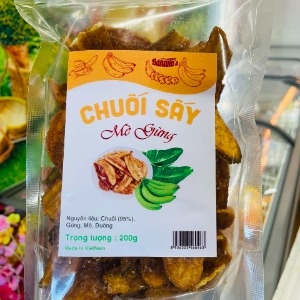 CHUỐI SẤY
Mè Gừng
Nguyên liệu: Chuối (95%),
Gừng, Mè, Đường
Trọng lượng : 200g
Made in Vietnam